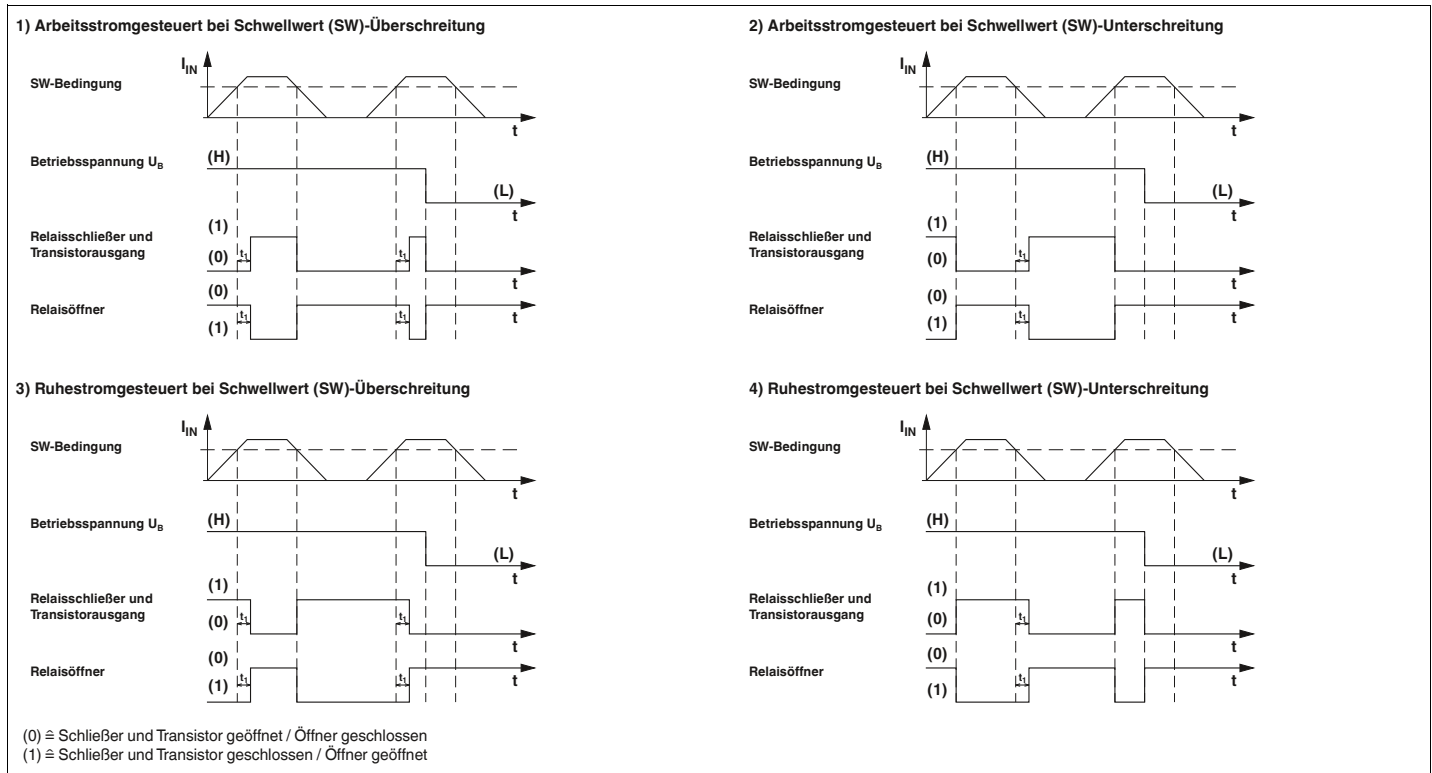 1) Arbeitsstromgesteuert bei Schwellwert (SW)-Überschreitung
I_IN
SW-Bedingung
t
Betriebsspannung U_B
(H)
(L)
t
Relaisschließer und
Transistorausgang
(1)
(0)
t₁
t₁
t
Relaisöffner
(0)
(1)
t₁
t₁
t
2) Arbeitsstromgesteuert bei Schwellwert (SW)-Unterschreitung
I_IN
SW-Bedingung
t
Betriebsspannung U_B
(H)
(L)
t
Relaisschließer und
Transistorausgang
(1)
(0)
t₁
t
Relaisöffner
(0)
(1)
t₁
t
3) Ruhestromgesteuert bei Schwellwert (SW)-Überschreitung
I_IN
SW-Bedingung
t
Betriebsspannung U_B
(H)
(L)
t
Relaisschließer und
Transistorausgang
(1)
(0)
t₁
t₁
t
Relaisöffner
(0)
(1)
t₁
t₁
t
4) Ruhestromgesteuert bei Schwellwert (SW)-Unterschreitung
I_IN
SW-Bedingung
t
Betriebsspannung U_B
(H)
(L)
t
Relaisschließer und
Transistorausgang
(1)
(0)
t₁
t
Relaisöffner
(0)
(1)
t₁
t
(0) ≙ Schließer und Transistor geöffnet / Öffner geschlossen
(1) ≙ Schließer und Transistor geschlossen / Öffner geöffnet